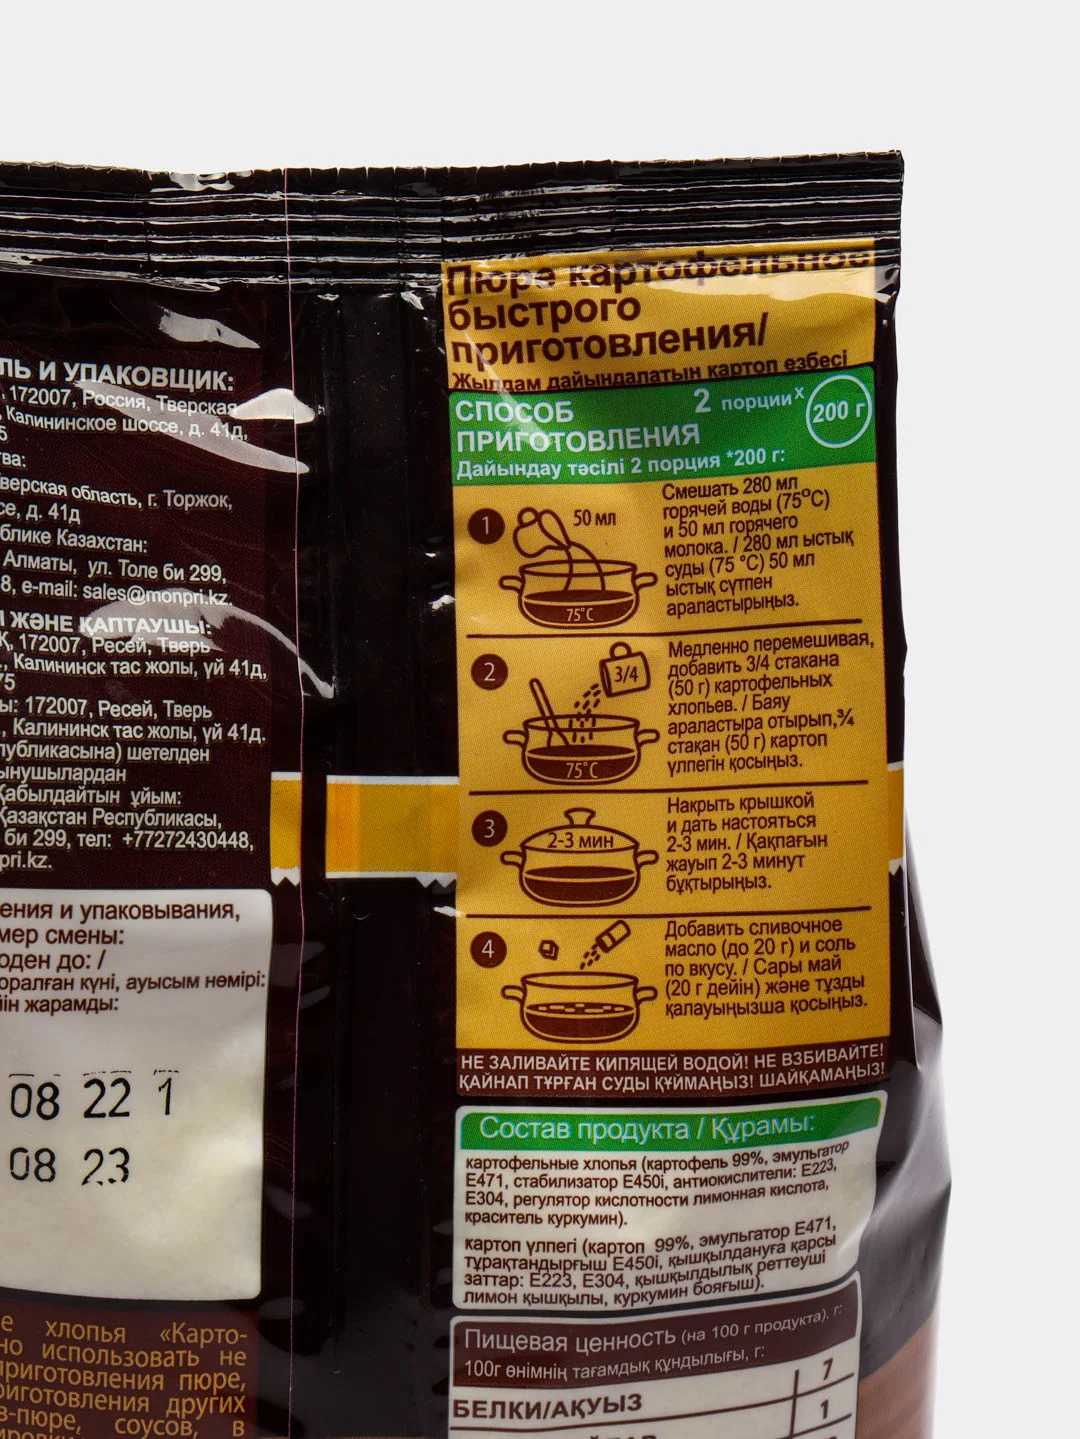 ЛЬ И УПАКОВЩИК:
, 172007, Россия, Тверская
, Калининское шоссе, д. 41д,
5
ва:
верская область, г. Торжок,
се, д. 41д
блике Казахстан:
Алматы, ул. Толе би 299,
8, e-mail: sales@monpri.kz.
І ЖӘНЕ ҚАПТАУШЫ:
Қ, 172007, Ресей, Тверь
., Калининск тас жолы, үй 41д,
75
ы: 172007, Ресей, Тверь
., Калининск тас жолы, үй 41д.
публикасына) шетелден
ынушылардан
қабылдайтын ұйым:
Қазақстан Республикасы,
би 299, тел: +77272430448,
pri.kz.
ения и упаковывания,
мер смены:
оден до: /
оралған күні, ауысым нөмірі:
йін жарамды:
08 22 1
08 23
е хлопья «Карто-
но использовать не
приготовления пюре,
риготовления других
в-пюре, соусов, в
Пюре картофельное
быстрого
приготовления/
Жылдам дайындалатын картоп езбесі
СПОСОБ
ПРИГОТОВЛЕНИЯ
2 порции x
200 г
Дайындау тәсілі 2 порция *200 г:
1
50 мл
75°C
Смешать 280 мл
горячей воды (75°С)
и 50 мл горячего
молока. / 280 мл ыстық
суды (75 °С) 50 мл
ыстық сүтпен
араластырыңыз.
2
3/4
75°C
Медленно перемешивая,
добавить 3/4 стакана
(50 г) картофельных
хлопьев. / Баяу
араластыра отырып,¾
стақан (50 г) картоп
үлпегін қосыңыз.
3
2-3 мин
Накрыть крышкой
и дать настояться
2-3 мин. / Қақпағын
жауып 2-3 минут
бұқтырыңыз.
4
Добавить сливочное
масло (до 20 г) и соль
по вкусу. / Сары май
(20 г дейін) және тұзды
қалауыңызша қосыңыз.
НЕ ЗАЛИВАЙТЕ КИПЯЩЕЙ ВОДОЙ! НЕ ВЗБИВАЙТЕ!
ҚАЙНАП ТҰРҒАН СУДЫ ҚҰЙМАҢЫЗ! ШАЙҚАМАҢЫЗ!
Состав продукта / Құрамы:
картофельные хлопья (картофель 99%, эмульгатор
Е471, стабилизатор Е450i, антиокислители: Е223,
Е304, регулятор кислотности лимонная кислота,
краситель куркумин).
картоп үлпегі (картоп 99%, эмульгатор Е471,
тұрақтандырғыш Е450i, қышқылдануға қарсы
заттар: Е223, Е304, қышқылдылық реттеуші
лимон қышқылы, куркумин бояғыш).
Пищевая ценность (на 100 г продукта), г:
100г өнімнің тағамдық құндылығы, г:
БЕЛКИ/АҚУЫЗ
7
1